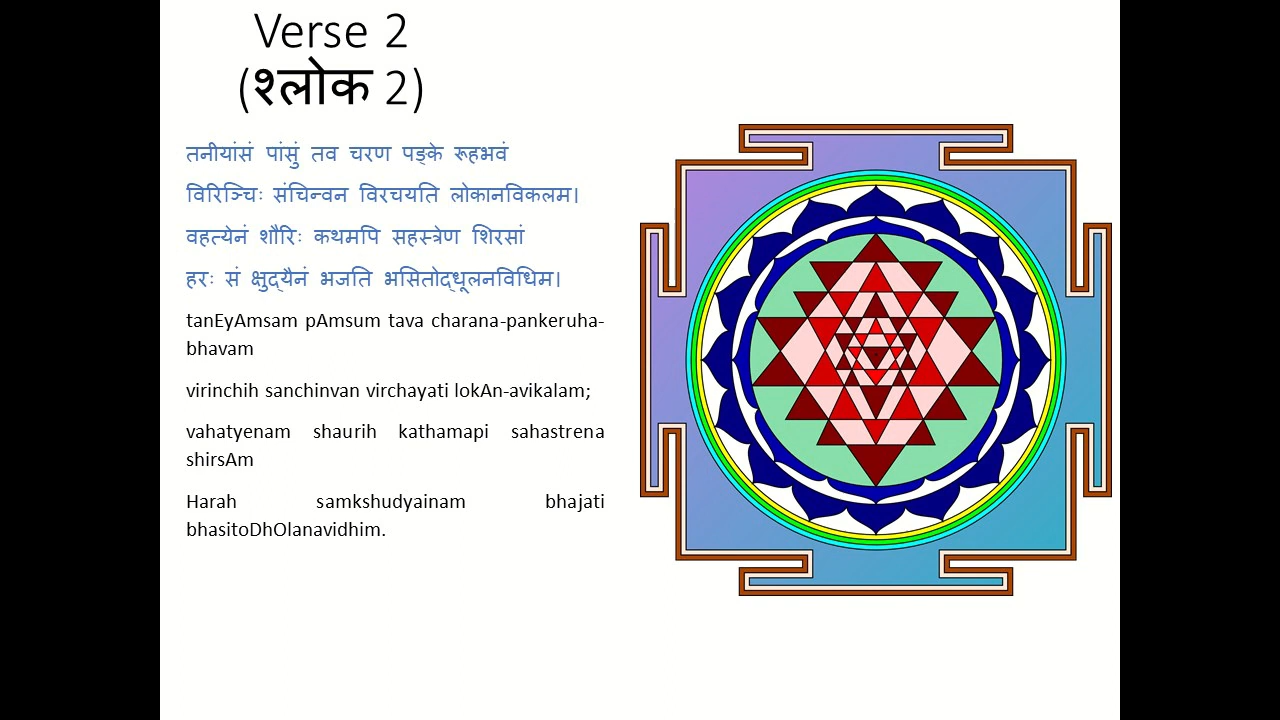 Verse 2
(श्लोक 2)
तनीयांसं पांसुं तव चरण पङ्के रूहभवं
विरिञ्चिः संचिन्वन विरचयति लोकानविकलम।
वहत्येनं शौरिः कथमपि सहस्त्रेण शिरसां
हरः सं क्षुद्यैनं भजति भसितोद्धूलनविधिम।
tanEyAmsam pAmsum tava charana-pankeruha-
bhavam
virinchih sanchinvan virchayati lokAn-avikalam;
vahatyenam shaurih kathamapi sahastrena
shirsAm
Harah samkshudyainam bhajati
bhasitoDhOlanavidhim.